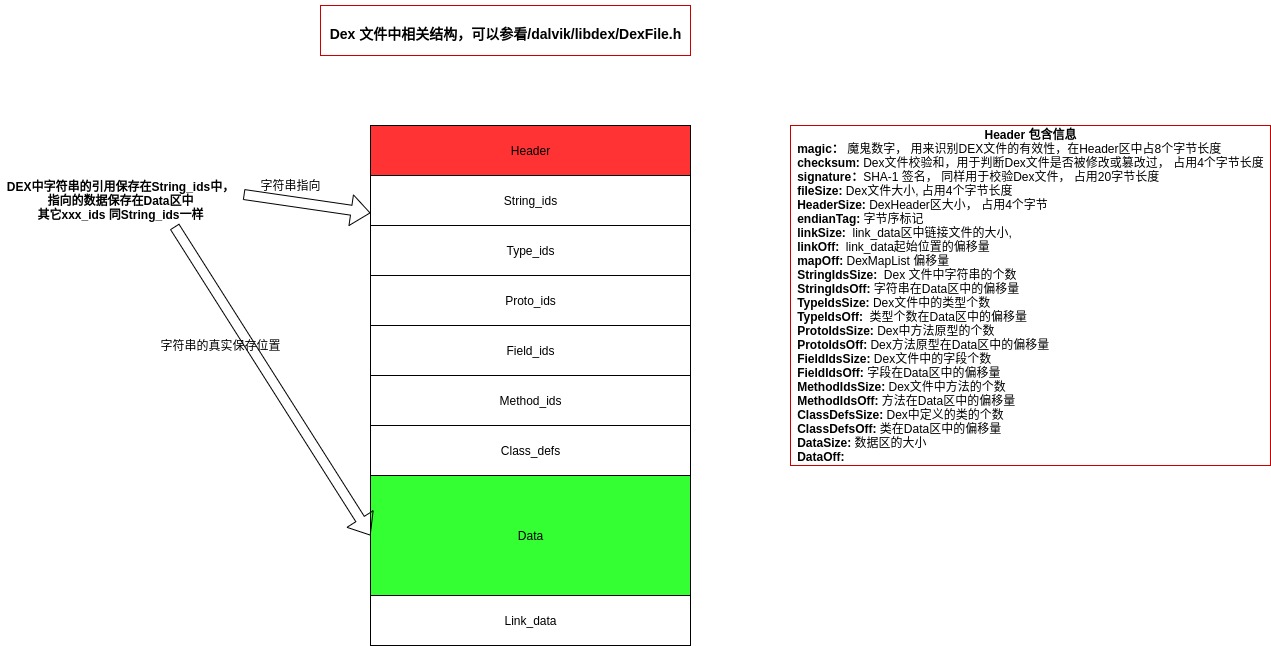 Dex 文件中相关结构，可以参看/dalvik/libdex/DexFile.h
DEX中字符串的引用保存在String_ids中，
指向的数据保存在Data区中
其它xxx_ids 同String_ids一样
字符串指向
字符串的真实保存位置
Header
String_ids
Type_ids
Proto_ids
Field_ids
Method_ids
Class_defs
Data
Link_data
Header 包含信息
magic： 魔鬼数字， 用来识别DEX文件的有效性，在Header区中占8个字节长度
checksum: Dex文件校验和，用于判断Dex文件是否被修改或篡改过， 占用4个字节长度
signature：SHA-1 签名， 同样用于校验Dex文件， 占用20字节长度
fileSize: Dex文件大小, 占用4个字节长度
HeaderSize: DexHeader区大小， 占用4个字节
endianTag: 字节序标记
linkSize: link_data区中链接文件的大小,
linkOff: link_data起始位置的偏移量
mapOff: DexMapList 偏移量
StringIdsSize: Dex 文件中字符串的个数
StringIdsOff: 字符串在Data区中的偏移量
TypeIdsSize: Dex文件中的类型个数
TypeIdsOff: 类型个数在Data区中的偏移量
ProtoIdsSize: Dex中方法原型的个数
ProtoIdsOff: Dex方法原型在Data区中的偏移量
FieldIdsSize: Dex文件中的字段个数
FieldIdsOff: 字段在Data区中的偏移量
MethodIdsSize: Dex文件中方法的个数
MethodIdsOff: 方法在Data区中的偏移量
ClassDefsSize: Dex中定义的类的个数
ClassDefsOff: 类在Data区中的偏移量
DataSize: 数据区的大小
DataOff: